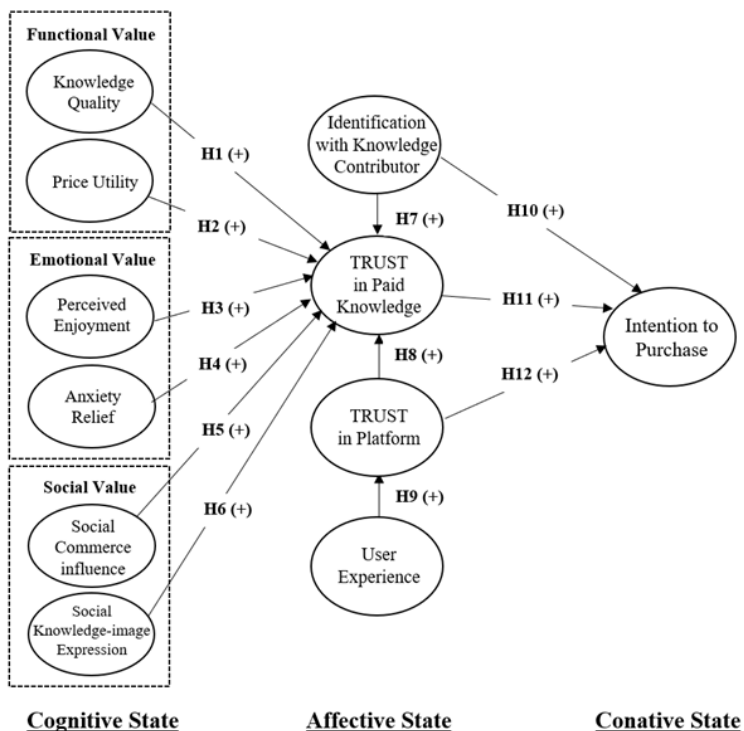 Functional Value
Knowledge
Quality
Price Utility
H1 (+)
H2 (+)
Emotional Value
Perceived
Enjoyment
Anxiety
Relief
H3 (+)
H4 (+)
Social Value
Social
Commerce
influence
Social
Knowledge-image
Expression
H5 (+)
H6 (+)
Identification
with Knowledge
Contributor
H7 (+)
H10 (+)
TRUST
in Paid
Knowledge
H11 (+)
H8 (+)
TRUST
in Platform
H12 (+)
H9 (+)
User
Experience
Intention to
Purchase
Cognitive State
Affective State
Conative State